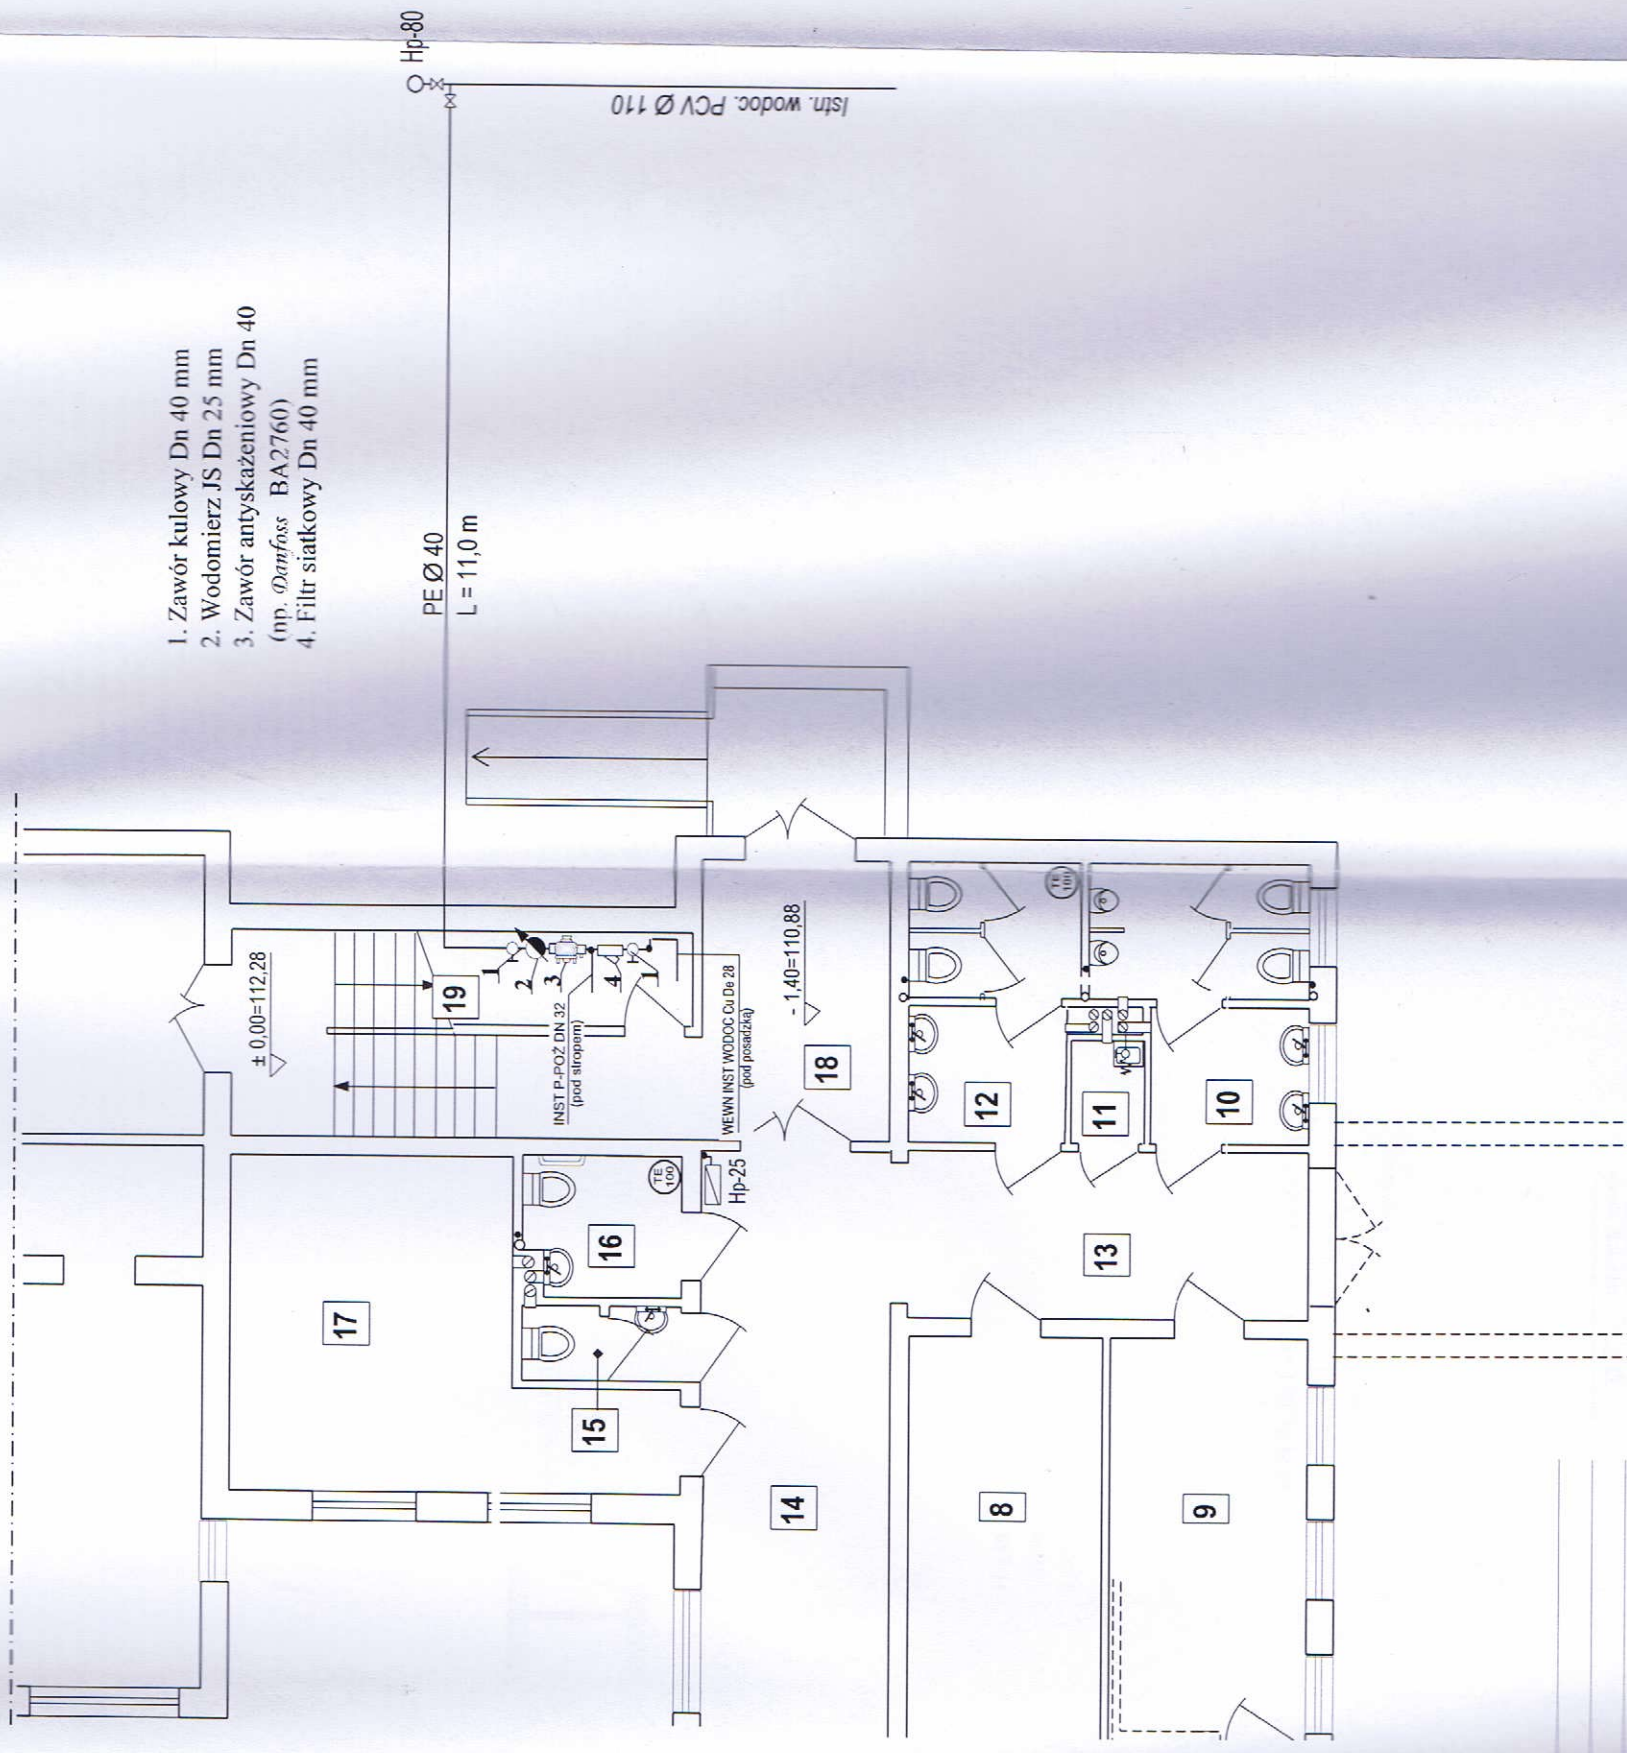 Hp-80
Istn. wodoc. PCV Ø 110
1. Zawór kulowy Dn 40 mm
2. Wodomierz JS Dn 25 mm
3. Zawór antyskażeniowy Dn 40
(np. Danfoss BA2760)
4. Filtr siatkowy Dn 40 mm
PE Ø 40
L = 11,0 m
± 0,00=112,28
19
1
2
3
4
1
INST P-POŻ DN 32
(pod stropem)
WEWN INST WODOC Cu De 28
(pod posadzką)
- 1,40=110,88
18
TE
100
12
11
10
TE
100
Hp-25
16
17
13
15
14
8
9